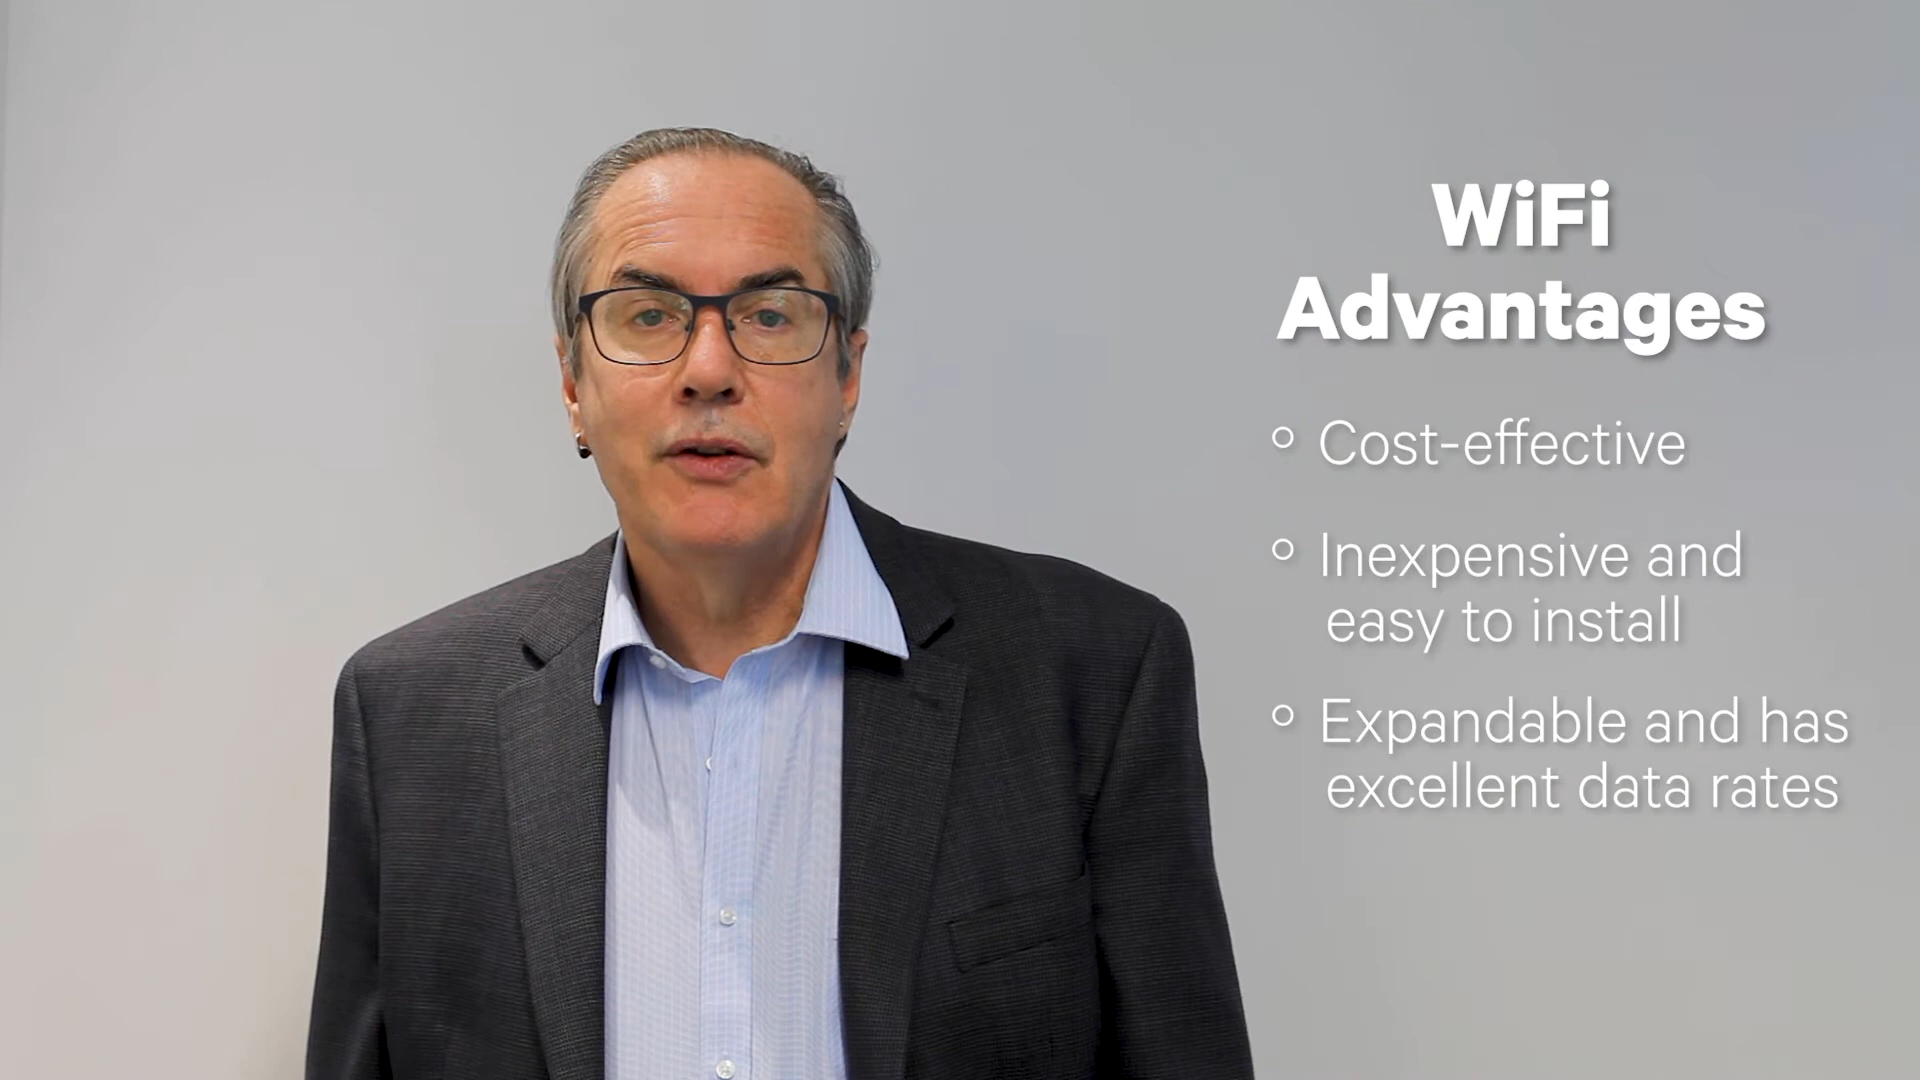 WiFi
Advantages
Cost-effective
Inexpensive and
easy to install
Expandable and has
excellent data rates